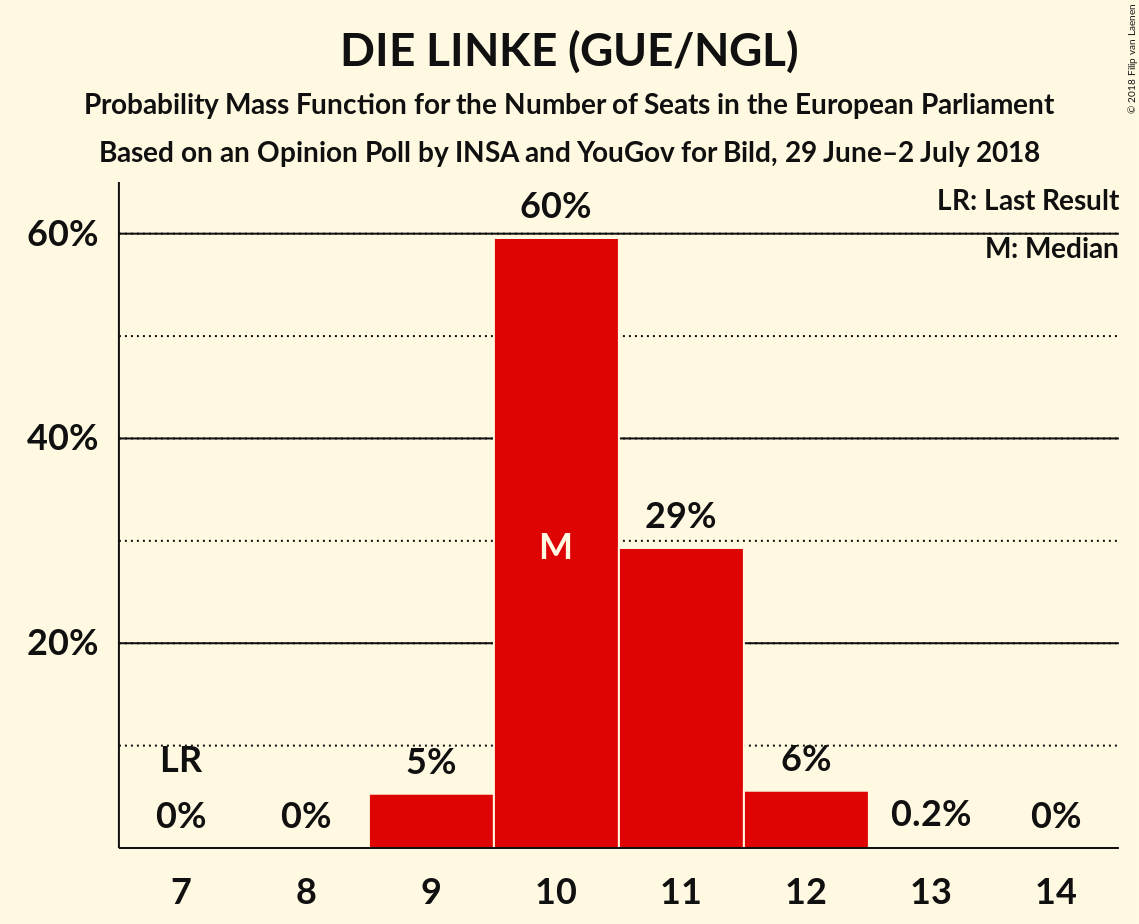 DIE LINKE (GUE/NGL)
Probability Mass Function for the Number of Seats in the European Parliament
Based on an Opinion Poll by INSA and YouGov for Bild, 29 June–2 July 2018
© 2018 Filip van Laenen
LR: Last Result
M: Median
60%
40%
20%
LR
0%
0%
5%
60%
M
29%
6%
0.2%
0%
7 8 9 10 11 12 13 14